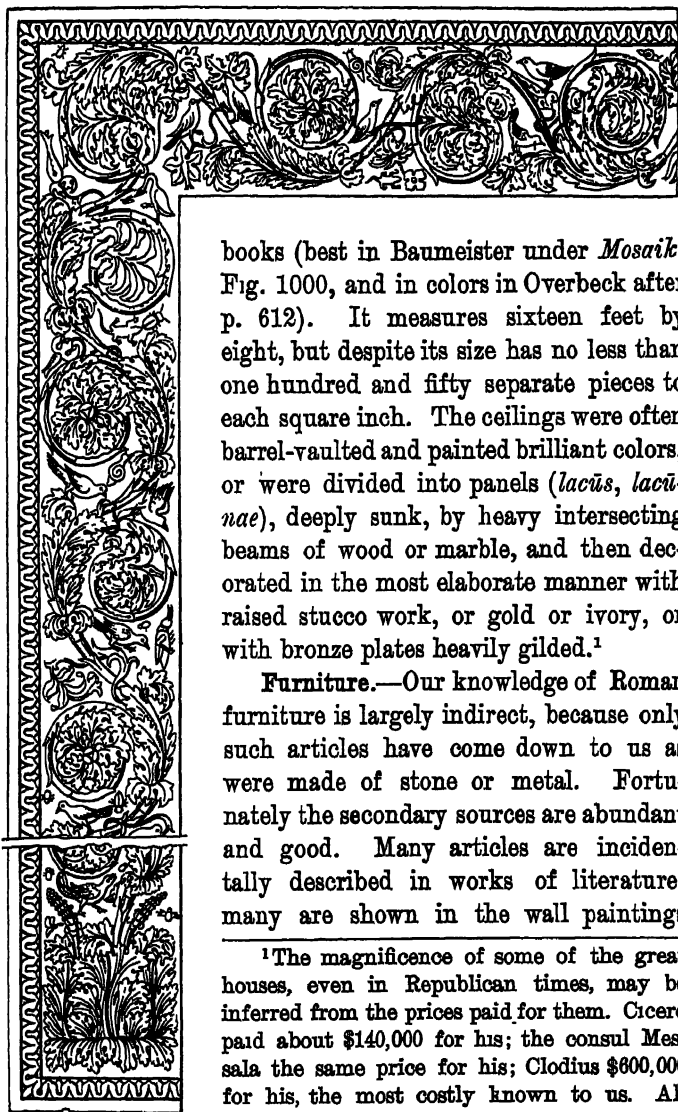 books (best in Baumeister under Mosaik
Fig. 1000, and in colors in Overbeck after
p. 612). It measures sixteen feet by
eight, but despite its size has no less than
one hundred and fifty separate pieces to
each square inch. The ceilings were often
barrel-vaulted and painted brilliant colors,
or were divided into panels (lacūs, lacū-
nae), deeply sunk, by heavy intersecting
beams of wood or marble, and then dec-
orated in the most elaborate manner with
raised stucco work, or gold or ivory, or
with bronze plates heavily gilded.¹
Furniture.—Our knowledge of Roman
furniture is largely indirect, because only
such articles have come down to us as
were made of stone or metal. Fortu-
nately the secondary sources are abundant
and good. Many articles are inciden-
tally described in works of literature,
many are shown in the wall paintings
¹The magnificence of some of the great
houses, even in Republican times, may be
inferred from the prices paid for them. Cicero
paid about $140,000 for his; the consul Mes-
sala the same price for his; Clodius $600,000
for his, the most costly known to us. Al